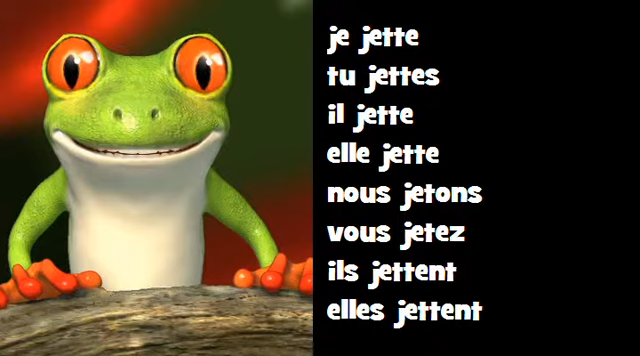 je jette
tu jettes
il jette
elle jette
nous jetons
vous jetez
ils jettent
elles jettent